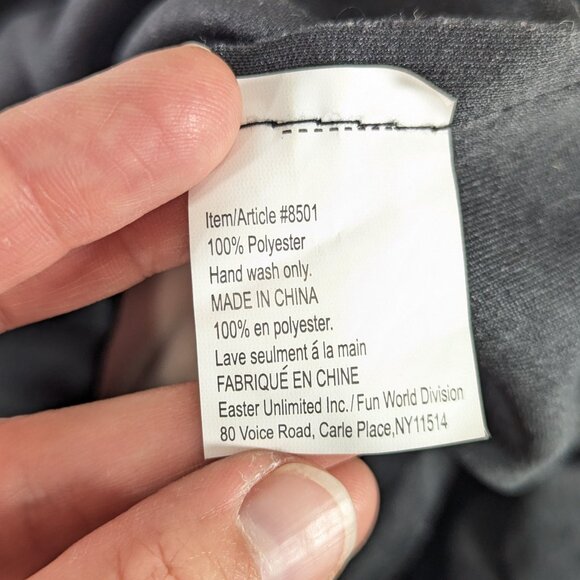 Item/Article #8501
100% Polyester
Hand wash only.
MADE IN CHINA
100% en polyester.
Lave seulment á la main
FABRIQUÉ EN CHINE
Easter Unlimited Inc./Fun World Division
80 Voice Road, Carle Place,NY11514